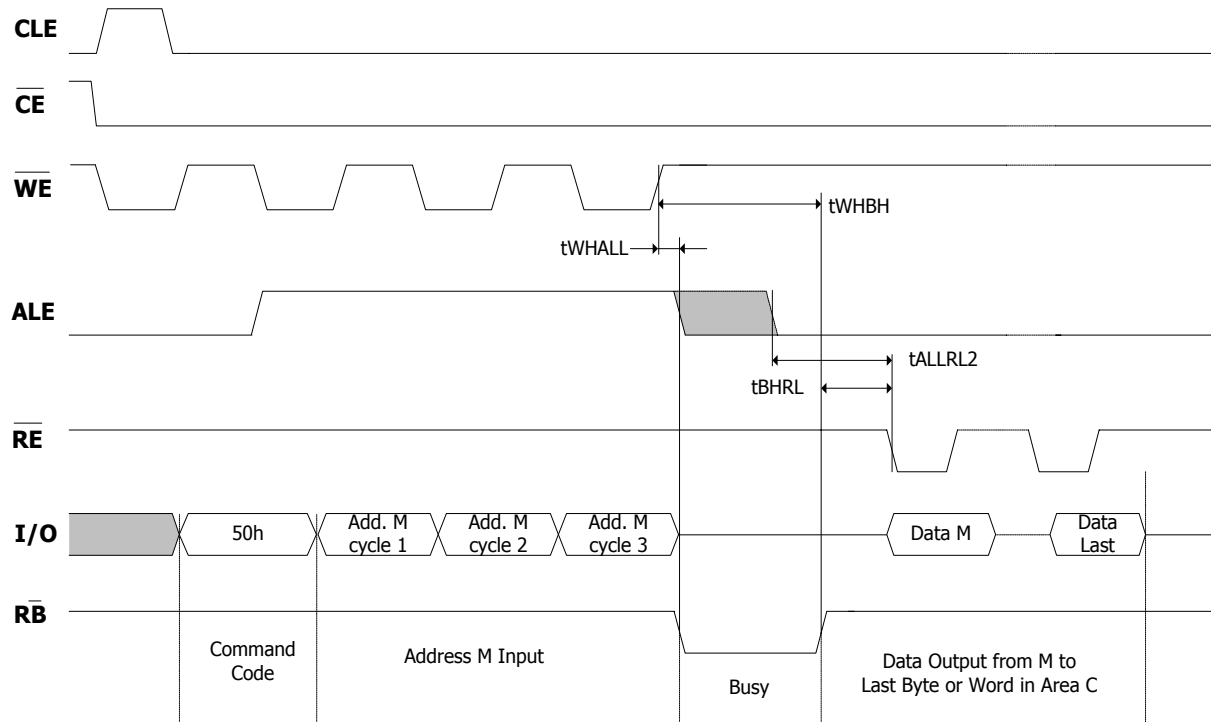 CLE
CE
WE
tWHBH
tWHALL
ALE
tALLRL2
tBHRL
RE
I/O
50h
Add. M
cycle 1
Add. M
cycle 2
Add. M
cycle 3
Data M
Data
Last
RB
Command
Code
Address M Input
Busy
Data Output from M to
Last Byte or Word in Area C